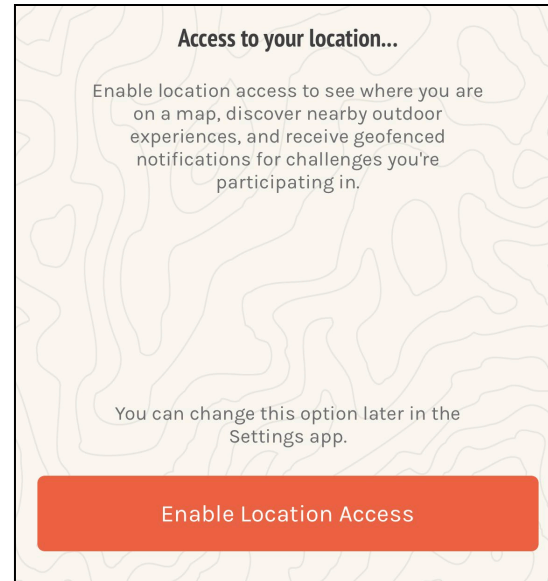 Access to your location...
Enable location access to see where you are
on a map, discover nearby outdoor
experiences, and receive geofenced
notifications for challenges you're
participating in.
You can change this option later in the
Settings app.
Enable Location Access